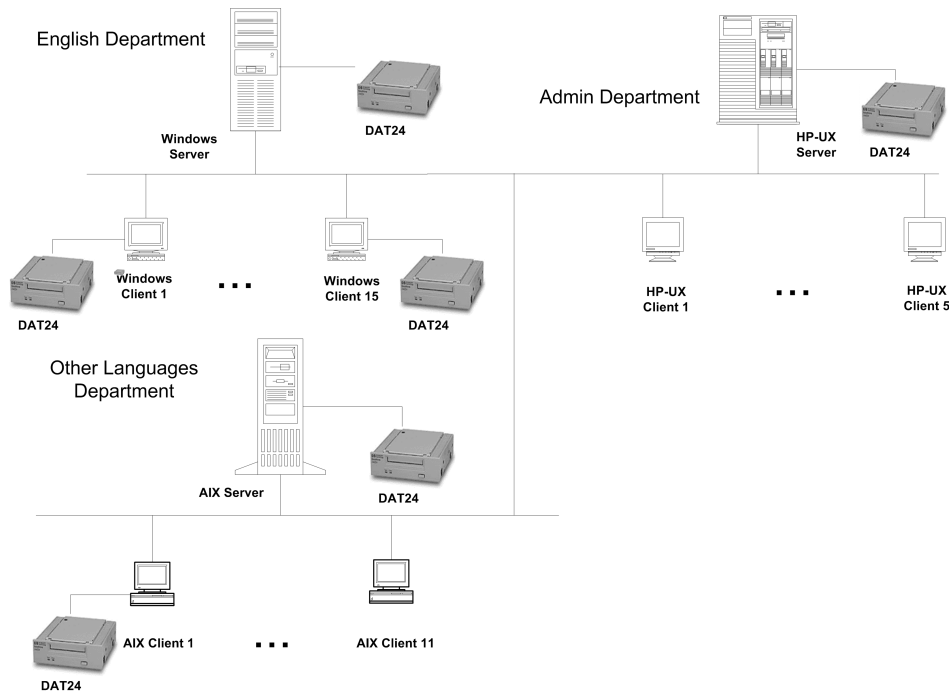 English Department
DAT24
Windows
Server
Admin Department
HP-UX
Server
DAT24
DAT24
Windows
Client 1
...
Windows
Client 15
DAT24
HP-UX
Client 1
...
HP-UX
Client 5
Other Languages
Department
AIX Server
DAT24
DAT24
AIX Client 1
...
AIX Client 11